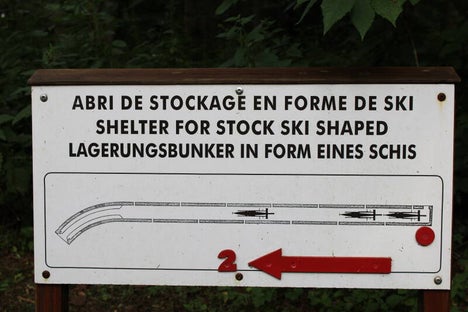 ABRI DE STOCKAGE EN FORME DE SKI
SHELTER FOR STOCK SKI SHAPED
LAGERUNGSBUNKER IN FORM EINES SCHIS
2